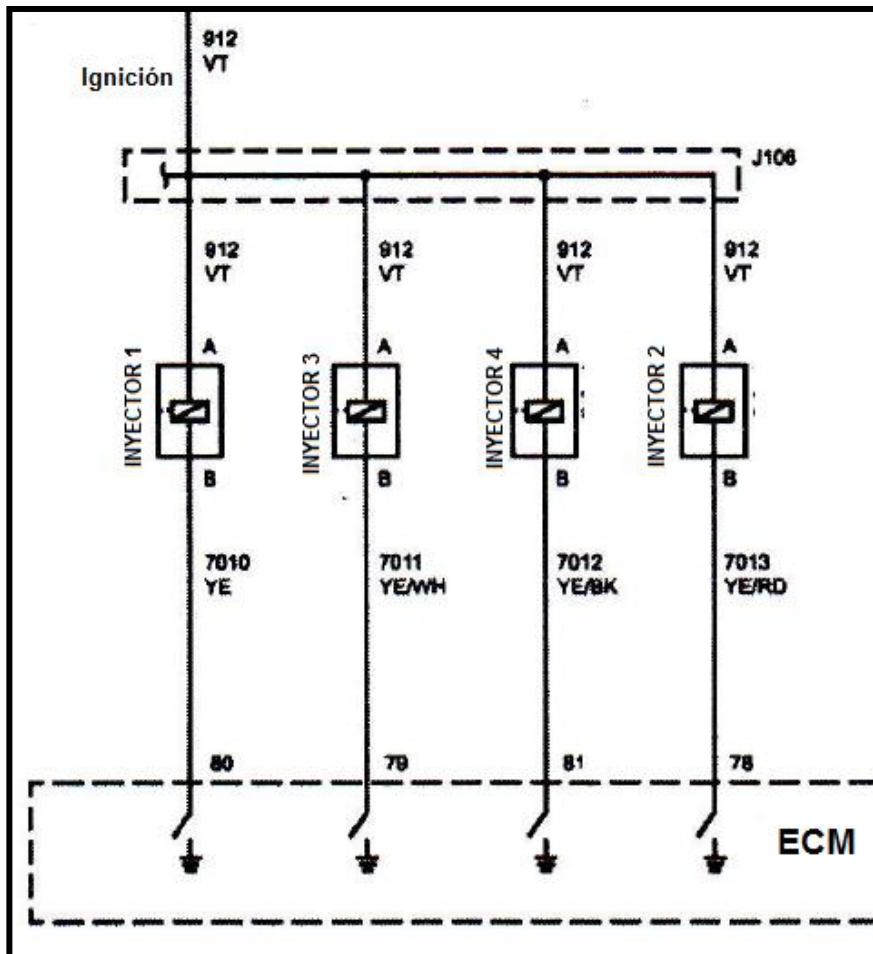 912
VT
Ignición
J106
912
VT
912
VT
912
VT
912
VT
INYECTOR 1
A
B
INYECTOR 3
A
B
INYECTOR 4
A
B
INYECTOR 2
A
B
7010
YE
7011
YE/WH
7012
YE/BK
7013
YE/RD
80
79
81
78
ECM